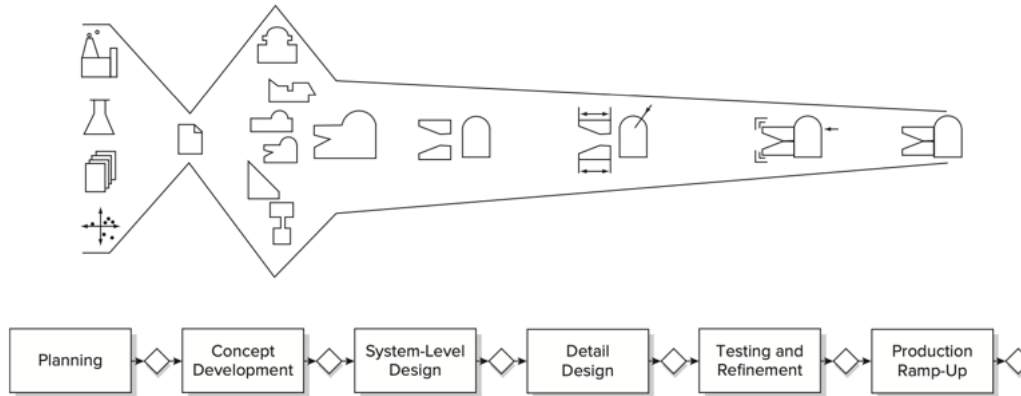 Planning
Concept
Development
System-Level
Design
Detail
Design
Testing and
Refinement
Production
Ramp-Up